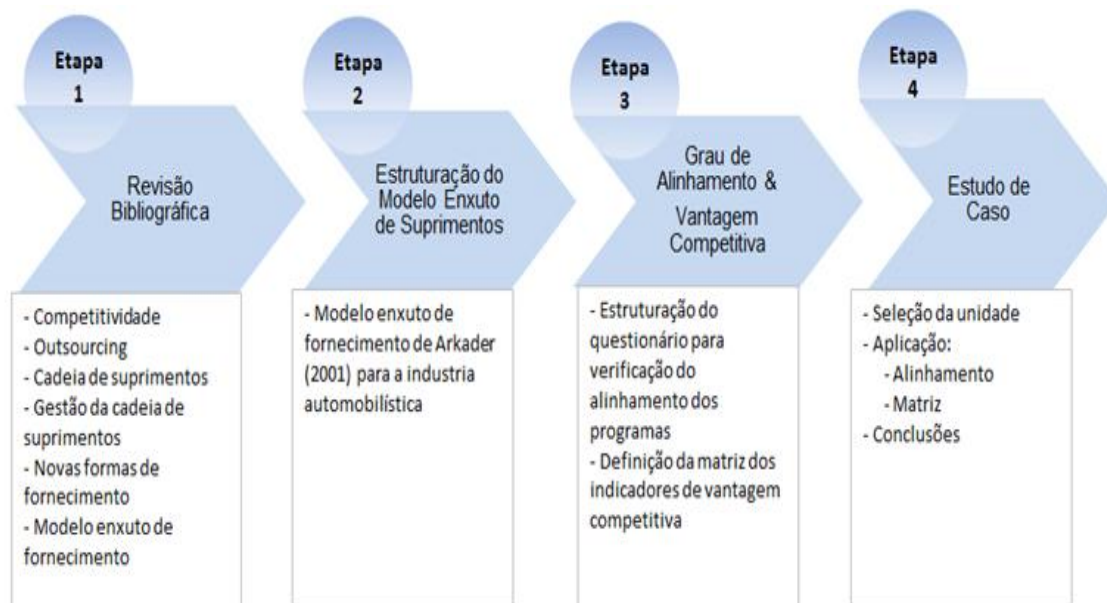 Etapa
1
Revisão
Bibliográfica
- Competitividade
- Outsourcing
- Cadeia de suprimentos
- Gestão da cadeia de
suprimentos
- Novas formas de
fornecimento
- Modelo enxuto de
fornecimento
Etapa
2
Estruturação do
Modelo Enxuto
de Suprimentos
- Modelo enxuto de
fornecimento de Arkader
(2001) para a industria
automobilística
Etapa
3
Grau de
Alinhamento &
Vantagem
Competitiva
- Estruturação do
questionário para
verificação do
alinhamento dos
programas
- Definição da matriz dos
indicadores de vantagem
competitiva
Etapa
4
Estudo de
Caso
- Seleção da unidade
- Aplicação:
- Alinhamento
- Matriz
- Conclusões